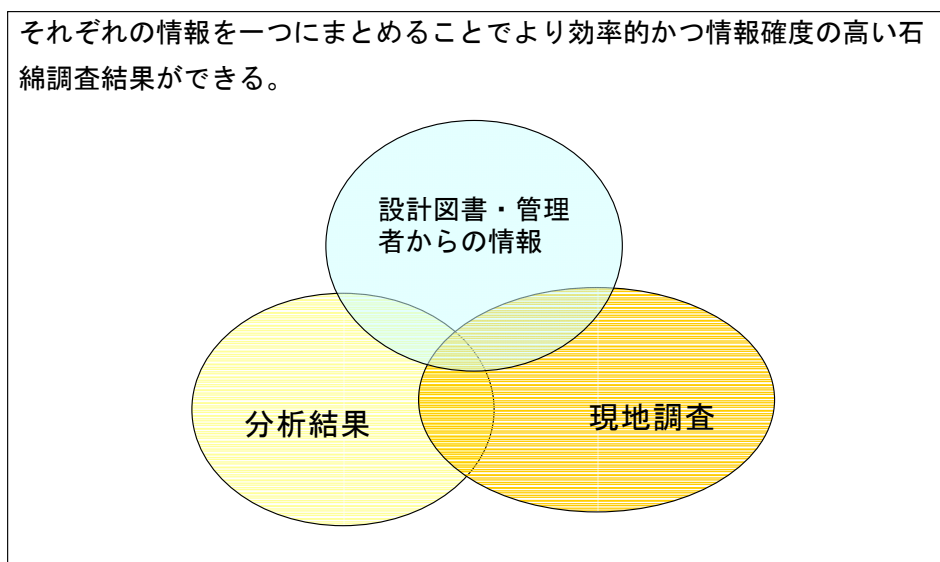 それぞれの情報を一つにまとめることでより効率的かつ情報確度の高い石
綿調査結果ができる。
設計図書・管理
者からの情報
分析結果
現地調査